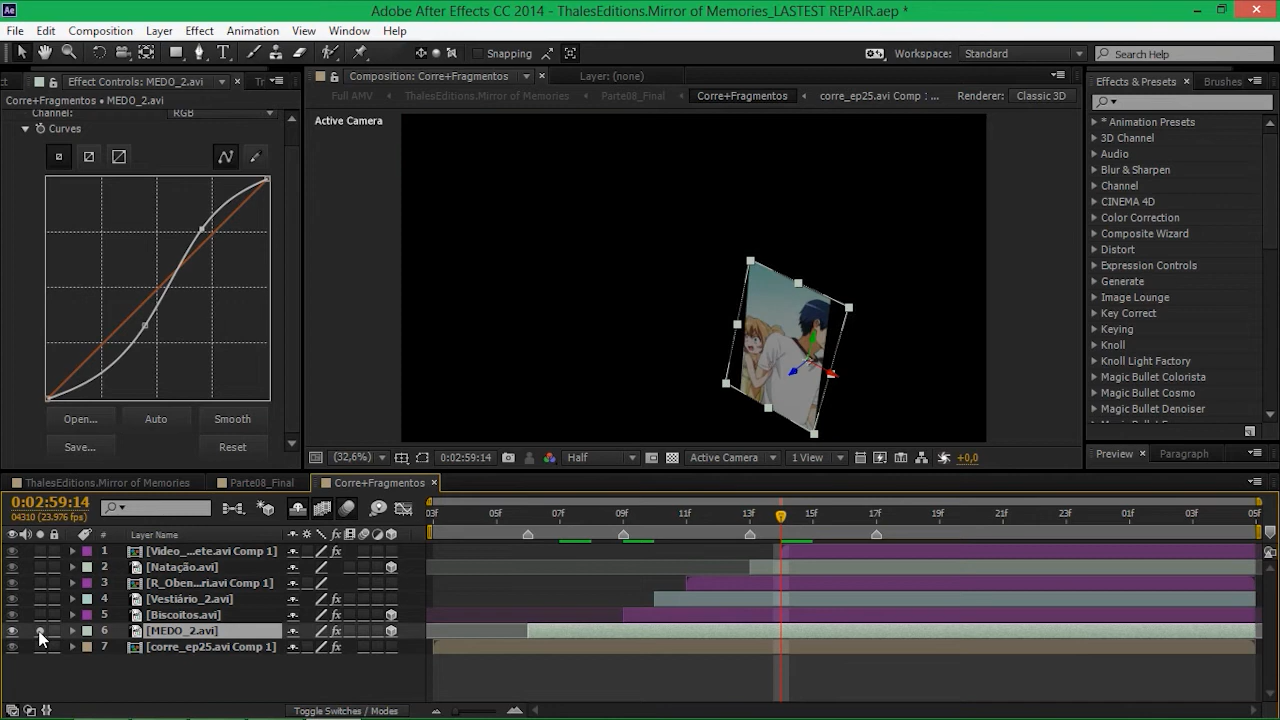 Adobe After Effects CC 2014 - ThalesEditions.Mirror of Memories_LASTEST REPAIR.aep *
File Edit Composition Layer Effect Animation View Window Help
Snapping
Workspace: Standard
Search Help
Effect Controls: MEDO_2.avi
Tr
Composition: Corre+Fragmentos
Layer: (none)
Effects & Presets
Brushes
Corre+Fragmentos • MEDO_2.avi
Full AMV
ThalesEditions.Mirror of Memories
Parte08_Final
Corre+Fragmentos
corre_ep25.avi Comp 1 ...
Renderer: Classic 3D
Channel: RGB
Curves
Active Camera
* Animation Presets
3D Channel
Audio
Blur & Sharpen
Channel
CINEMA 4D
Color Correction
Composite Wizard
Distort
Expression Controls
Generate
Image Lounge
Key Correct
Keying
Knoll
Knoll Light Factory
Magic Bullet Colorista
Magic Bullet Cosmo
Magic Bullet Denoiser
Open... Auto Smooth
Save... Reset
(32,6%)
0:02:59:14
Half
Active Camera
1 View
+0,0
Preview
Paragraph
ThalesEditions.Mirror of Memories
Parte08_Final
Corre+Fragmentos
0:02:59:14
04310 (23.976 fps)
03f 05f 07f 09f 11f 13f 15f 17f 19f 21f 23f 01f 03f 05f
# Layer Name
1 [Video_...ete.avi Comp 1]
2 [Natação.avi]
3 [R_Oben...ri.avi Comp 1]
4 [Vestiário_2.avi]
5 [Biscoitos.avi]
6 [MEDO_2.avi]
7 [corre_ep25.avi Comp 1]
Toggle Switches / Modes